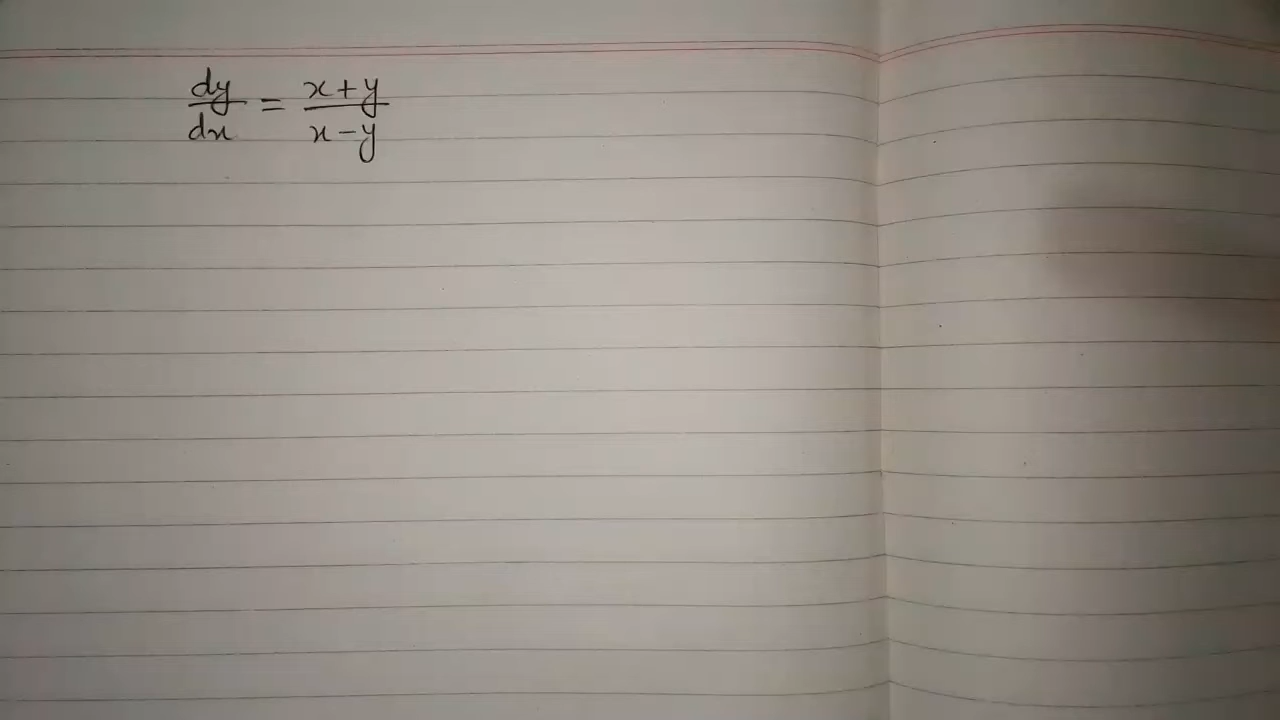 dy/dx = x+y/x-y